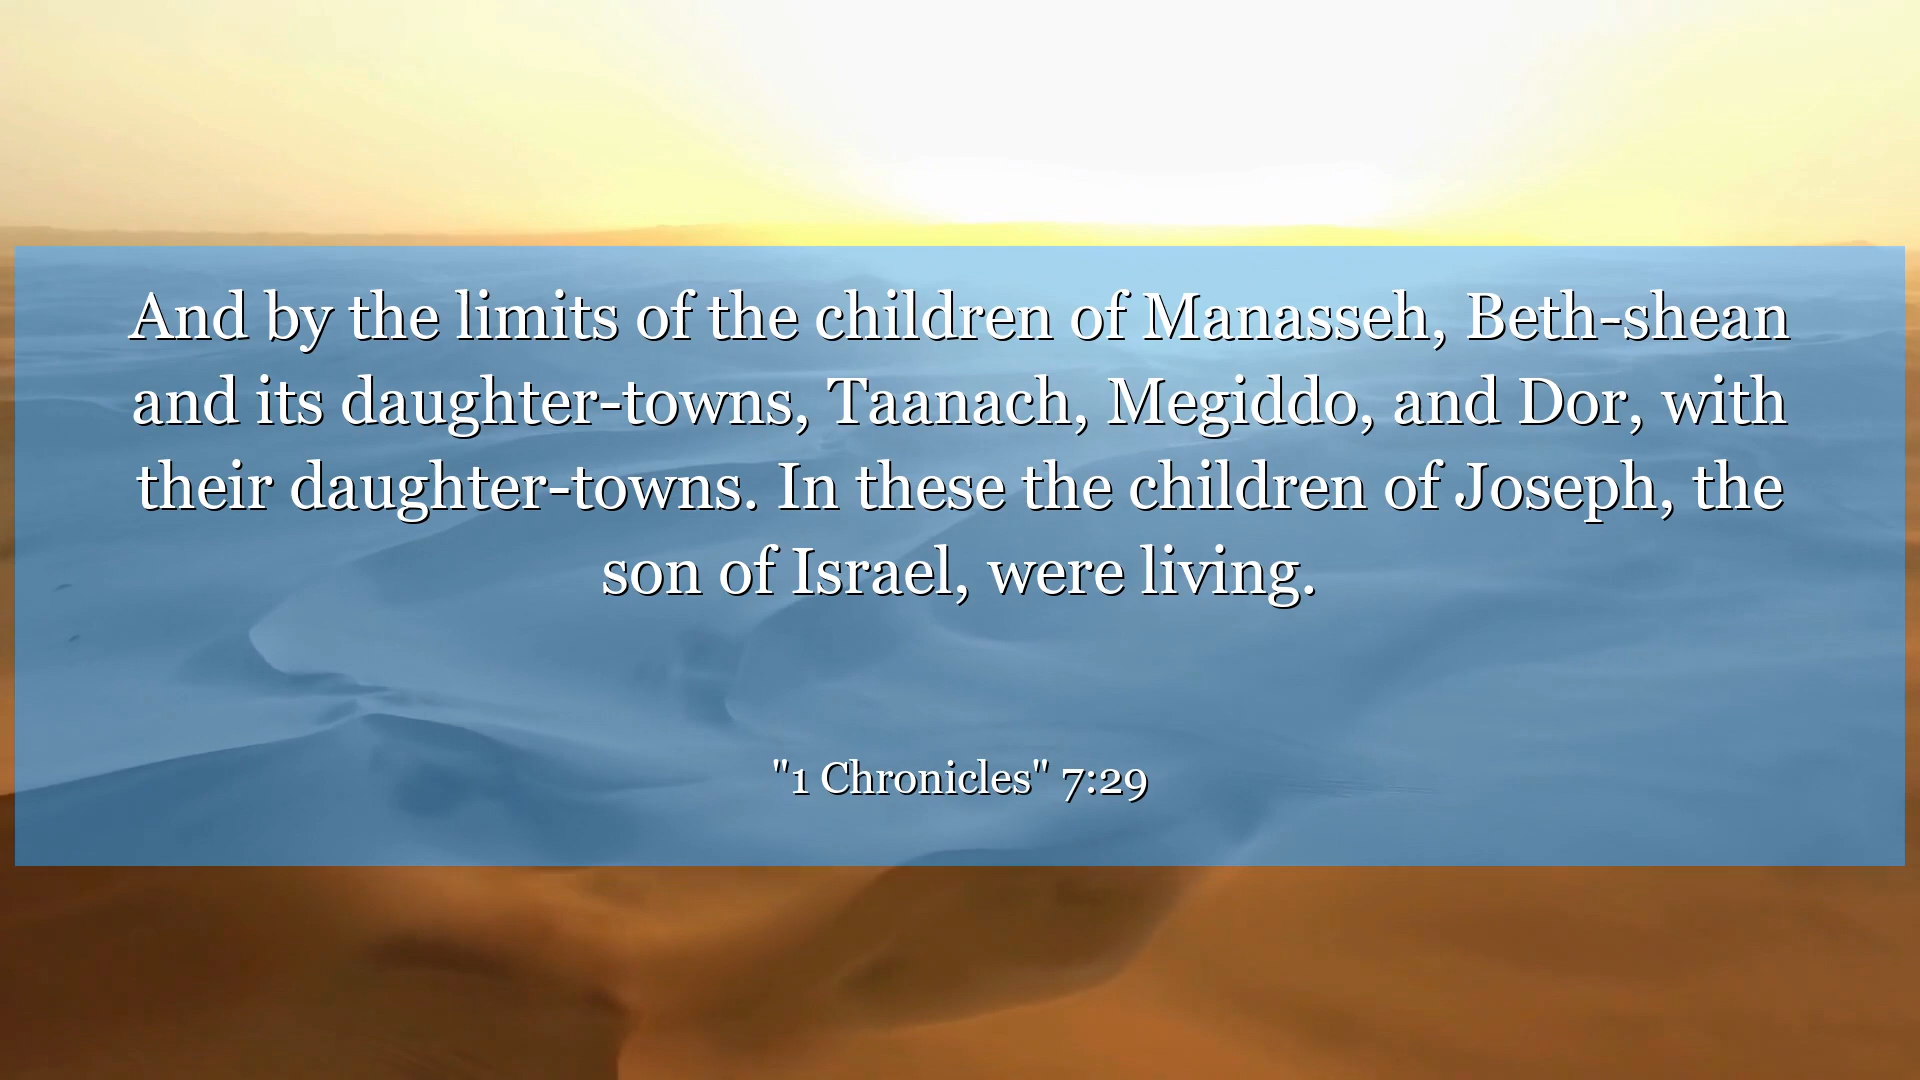 And by the limits of the children of Manasseh, Beth-shean
and its daughter-towns, Taanach, Megiddo, and Dor, with
their daughter-towns. In these the children of Joseph, the
son of Israel, were living.
"1 Chronicles" 7:29